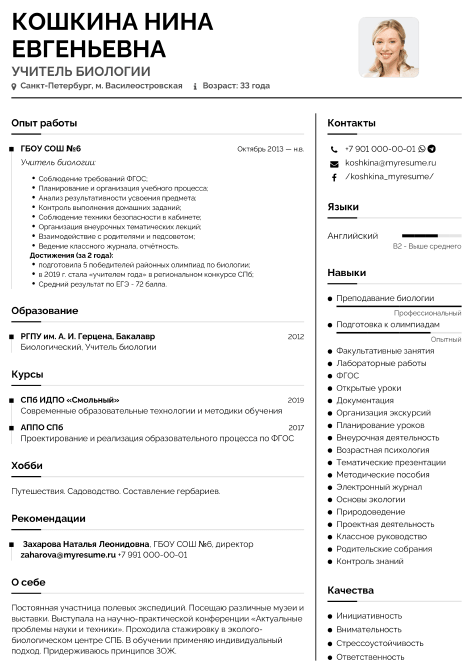 КОШКИНА НИНА
ЕВГЕНЬЕВНА
УЧИТЕЛЬ БИОЛОГИИ
Санкт-Петербург, м. Василеостровская Возраст: 33 года
Опыт работы
ГБОУ СОШ №6 Октябрь 2013 — н.в.
Учитель биологии:
Соблюдение требований ФГОС;
Планирование и организация учебного процесса;
Анализ результативности усвоения предмета;
Контроль выполнения домашних заданий;
Соблюдение техники безопасности в кабинете;
Организация внеурочных тематических лекций;
Взаимодействие с родителями и педсоветом;
Ведение классного журнала, отчётность.
Достижения (за 2 года):
подготовила 5 победителей районных олимпиад по биологии;
в 2019 г. стала «учителем года» в региональном конкурсе СПб;
Средний результат по ЕГЭ - 72 балла.
Образование
РГПУ им. А. И. Герцена, Бакалавр 2012
Биологический. Учитель биологии
Курсы
СПб ИДПО «Смольный» 2019
Современные образовательные технологии и методики обучения
АППО СПб 2017
Проектирование и реализация образовательного процесса по ФГОС
Хобби
Путешествия. Садоводство. Составление гербариев.
Рекомендации
Захарова Наталья Леонидовна, ГБОУ СОШ №6, директор
zaharova@myresume.ru +7 991 000-00-01
О себе
Постоянная участница полевых экспедиций. Посещаю различные музеи и
выставки. Выступала на научно-практической конференции «Актуальные
проблемы науки и техники». Проходила стажировку в эколого-
биологическом центре СПБ. В обучении применяю индивидуальный
подход. Придерживаюсь принципов ЗОЖ.
Контакты
+7 901 000-00-01
koshkina@myresume.ru
/koshkina_myresume/
Языки
Английский
B2 - Выше среднего
Навыки
Преподавание биологии
Профессиональный
Подготовка к олимпиадам
Опытный
Факультативные занятия
Лабораторные работы
ФГОС
Открытые уроки
Документация
Организация экскурсий
Планирование уроков
Внеурочная деятельность
Возрастная психология
Тематические презентации
Методические пособия
Электронный журнал
Основы экологии
Природоведение
Проектная деятельность
Классное руководство
Родительские собрания
Контроль знаний
Качества
Инициативность
Внимательность
Стрессоустойчивость
Ответственность